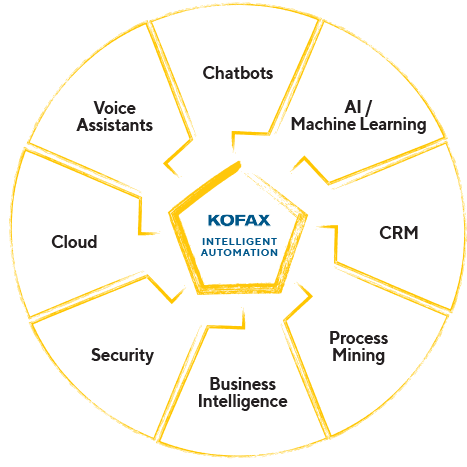 Chatbots
AI /
Machine Learning
CRM
Process
Mining
Business
Intelligence
Security
Cloud
Voice
Assistants
KOFAX
INTELLIGENT
AUTOMATION